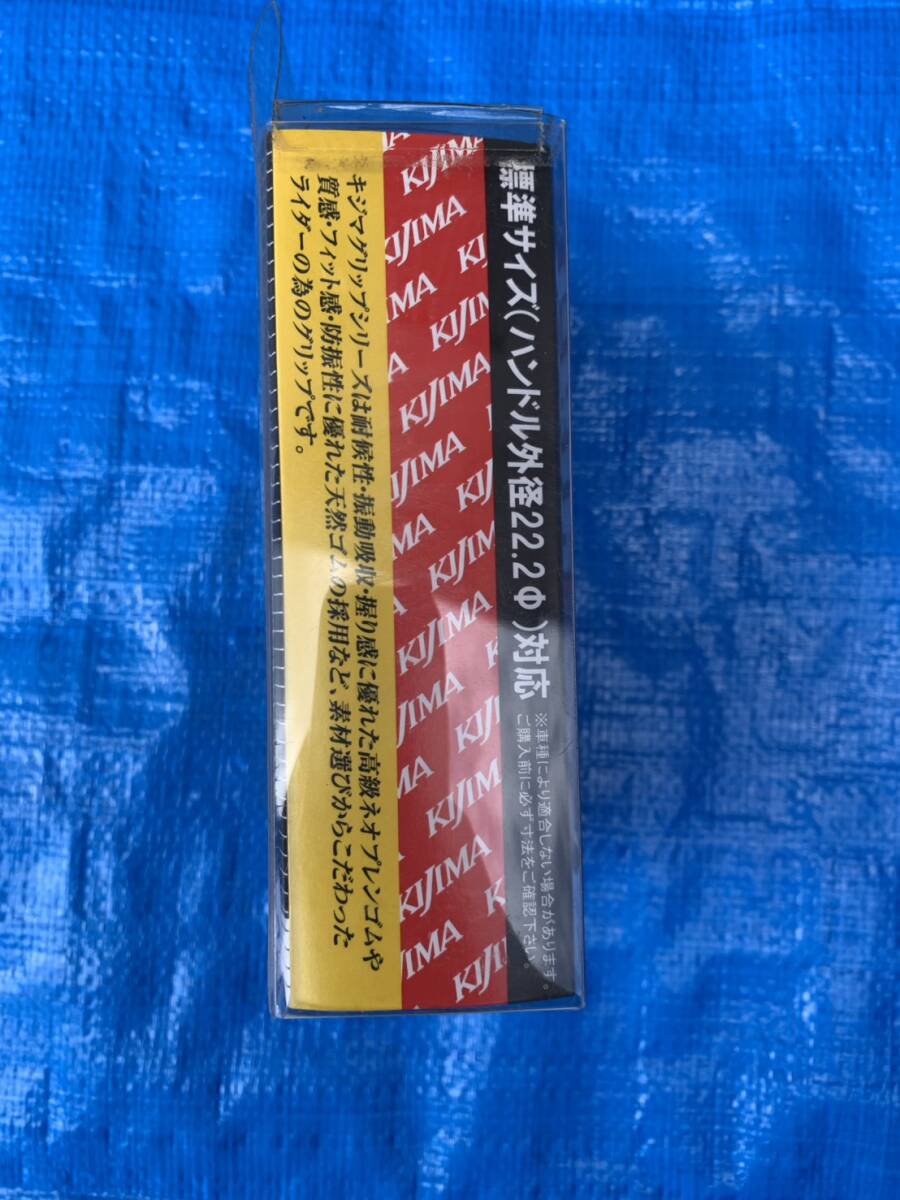 標準サイズ(ハンドル外径22.2Φ)対応
※車種により適合しない場合があります。
ご購入前に必ず寸法をご確認下さい。
KIJIMA
キジマグリップシリーズは耐候性・振動吸収・握り感に優れた高級ネオプレンゴムや
質感・フィット感・防振性に優れた天然ゴムの採用など、素材選びからこだわった
ライダーの為のグリップです。